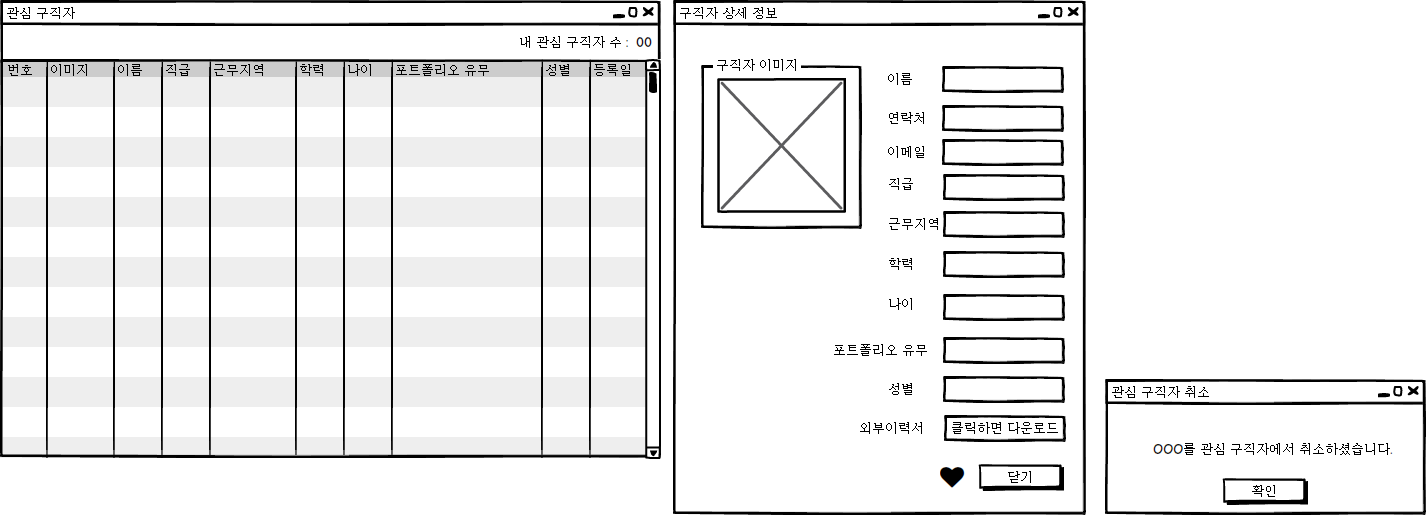 관심 구직자
내 관심 구직자 수 : 00
번호 이미지 이름 직급 근무지역 학력 나이 포트폴리오 유무 성별 등록일
구직자 상세 정보
구직자 이미지
이름
연락처
이메일
직급
근무지역
학력
나이
포트폴리오 유무
성별
외부이력서 클릭하면 다운로드
닫기
관심 구직자 취소
OOO를 관심 구직자에서 취소하셨습니다.
확인